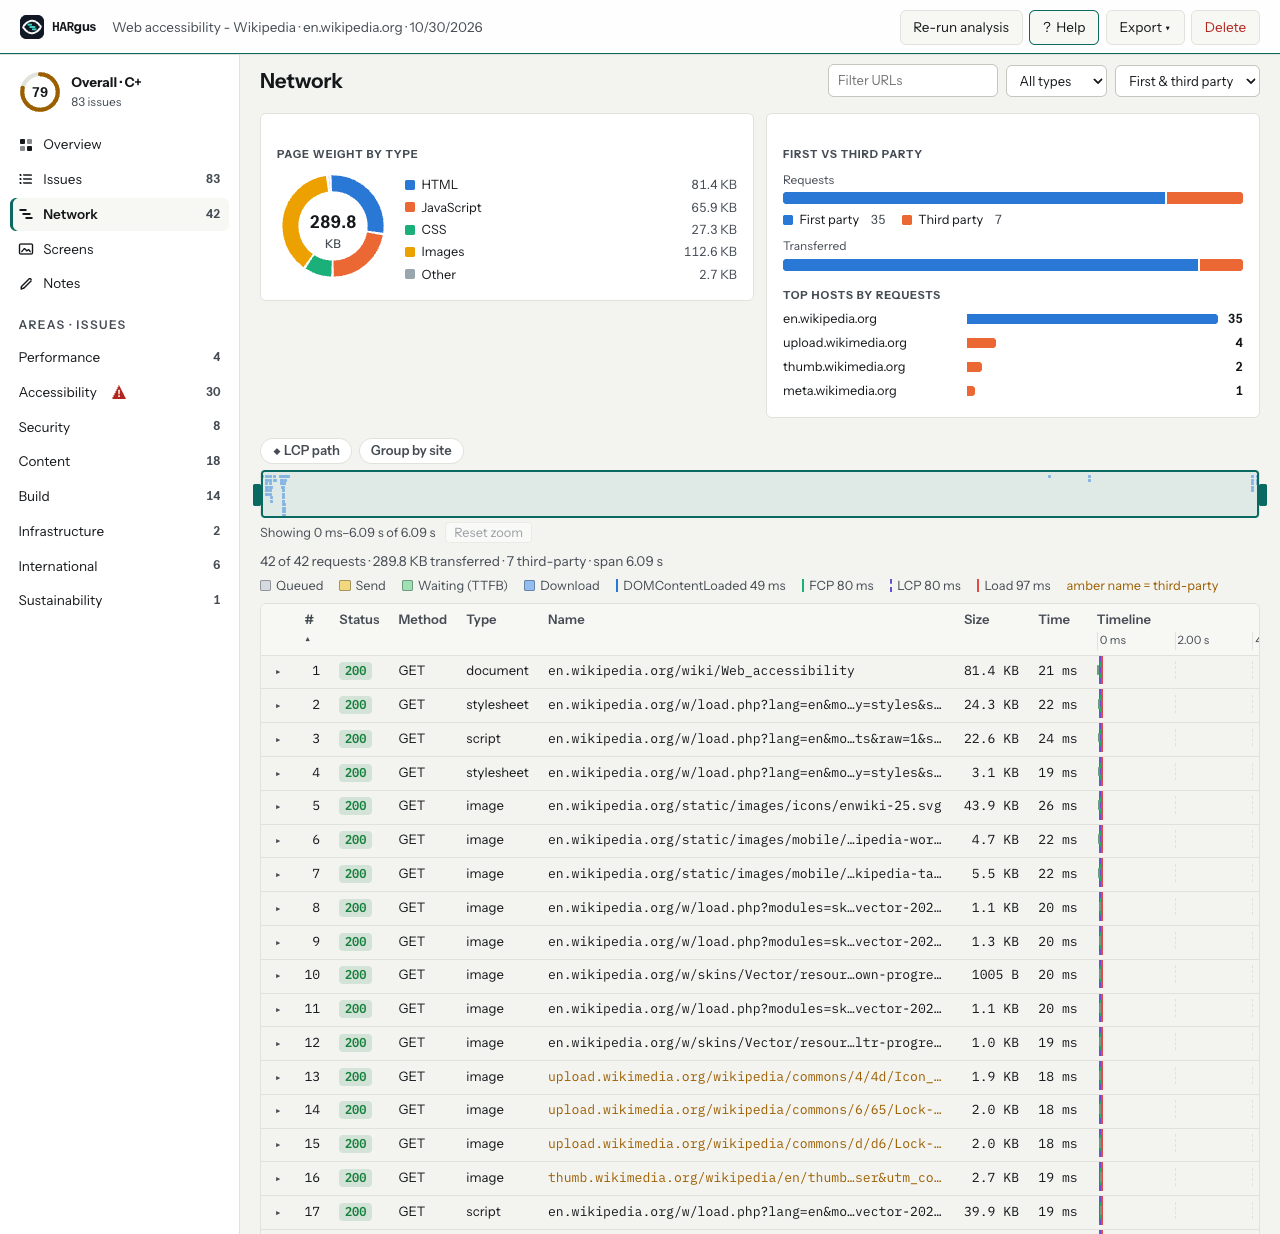 HARgus Web accessibility - Wikipedia · en.wikipedia.org · 10/30/2026 Re-run analysis ? Help Export ▾ Delete
79 Overall · C+
83 issues
Overview
Issues 83
Network 42
Screens
Notes
AREAS · ISSUES
Performance 4
Accessibility 30
Security 8
Content 18
Build 14
Infrastructure 2
International 6
Sustainability 1
Network Filter URLs All types First & third party
PAGE WEIGHT BY TYPE
289.8
KB
HTML 81.4 KB
JavaScript 65.9 KB
CSS 27.3 KB
Images 112.6 KB
Other 2.7 KB
FIRST VS THIRD PARTY
Requests
First party 35 Third party 7
Transferred
TOP HOSTS BY REQUESTS
en.wikipedia.org 35
upload.wikimedia.org 4
thumb.wikimedia.org 2
meta.wikimedia.org 1
◆ LCP path Group by site
Showing 0 ms–6.09 s of 6.09 s Reset zoom
42 of 42 requests · 289.8 KB transferred · 7 third-party · span 6.09 s
Queued Send Waiting (TTFB) Download DOMContentLoaded 49 ms FCP 80 ms LCP 80 ms Load 97 ms amber name = third-party
# Status Method Type Name Size Time Timeline
▴ 0 ms 2.00 s
▸ 1 200 GET document en.wikipedia.org/wiki/Web_accessibility 81.4 KB 21 ms
▸ 2 200 GET stylesheet en.wikipedia.org/w/load.php?lang=en&mo…y=styles&s… 24.3 KB 22 ms
▸ 3 200 GET script en.wikipedia.org/w/load.php?lang=en&mo…ts&raw=1&s… 22.6 KB 24 ms
▸ 4 200 GET stylesheet en.wikipedia.org/w/load.php?lang=en&mo…y=styles&s… 3.1 KB 19 ms
▸ 5 200 GET image en.wikipedia.org/static/images/icons/enwiki-25.svg 43.9 KB 26 ms
▸ 6 200 GET image en.wikipedia.org/static/images/mobile/…ipedia-wor… 4.7 KB 22 ms
▸ 7 200 GET image en.wikipedia.org/static/images/mobile/…kipedia-ta… 5.5 KB 22 ms
▸ 8 200 GET image en.wikipedia.org/w/load.php?modules=sk…vector-202… 1.1 KB 20 ms
▸ 9 200 GET image en.wikipedia.org/w/load.php?modules=sk…vector-202… 1.3 KB 20 ms
▸ 10 200 GET image en.wikipedia.org/w/skins/Vector/resour…own-progre… 1005 B 20 ms
▸ 11 200 GET image en.wikipedia.org/w/load.php?modules=sk…vector-202… 1.1 KB 20 ms
▸ 12 200 GET image en.wikipedia.org/w/skins/Vector/resour…ltr-progre… 1.0 KB 19 ms
▸ 13 200 GET image upload.wikimedia.org/wikipedia/commons/4/4d/Icon_… 1.9 KB 18 ms
▸ 14 200 GET image upload.wikimedia.org/wikipedia/commons/6/65/Lock-… 2.0 KB 18 ms
▸ 15 200 GET image upload.wikimedia.org/wikipedia/commons/d/d6/Lock-… 2.0 KB 18 ms
▸ 16 200 GET image thumb.wikimedia.org/wikipedia/en/thumb…ser&utm_co… 2.7 KB 19 ms
▸ 17 200 GET script en.wikipedia.org/w/load.php?lang=en&mo…vector-202… 39.9 KB 19 ms